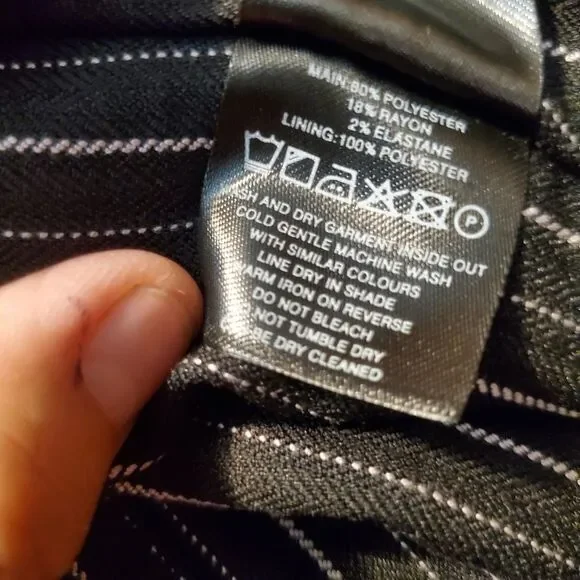 MAIN:80% POLYESTER
18% RAYON
2% ELASTANE
LINING:100% POLYESTER
P
AND DRY GARMENT INSIDE OUT
COLD GENTLE MACHINE WASH
WITH SIMILAR COLOURS
LINE DRY IN SHADE
IRON ON REVERSE
DO NOT BLEACH
NOT TUMBLE DRY
BE DRY CLEANED